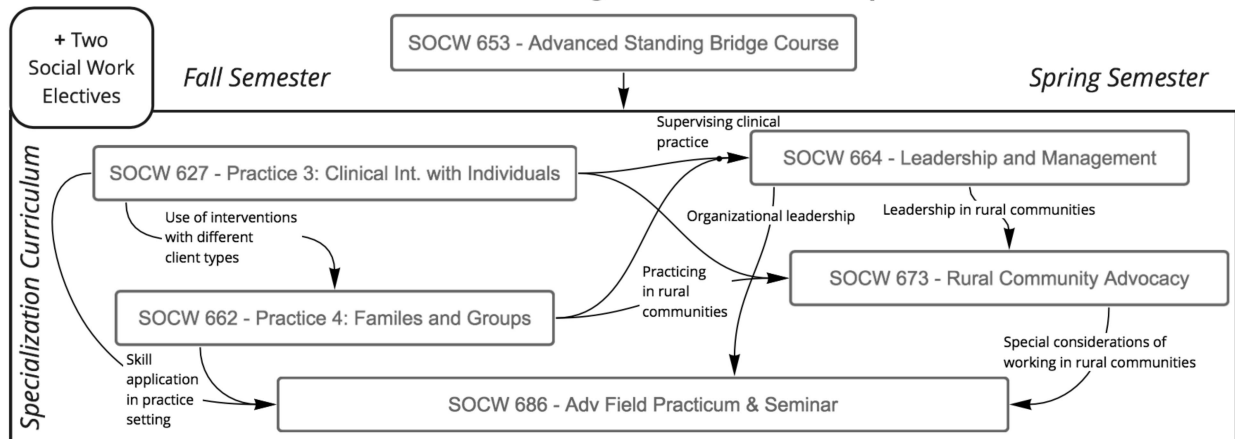 + Two
Social Work
Electives
SOCW 653 - Advanced Standing Bridge Course
Fall Semester
Spring Semester
Specialization Curriculum
Supervising clinical
practice
SOCW 627 - Practice 3: Clinical Int. with Individuals
SOCW 664 - Leadership and Management
Use of interventions
with different
client types
Organizational leadership
Leadership in rural communities
SOCW 673 - Rural Community Advocacy
Practicing
in rural
communities
SOCW 662 - Practice 4: Familes and Groups
Skill
application
in practice
setting
Special considerations of
working in rural communities
SOCW 686 - Adv Field Practicum & Seminar